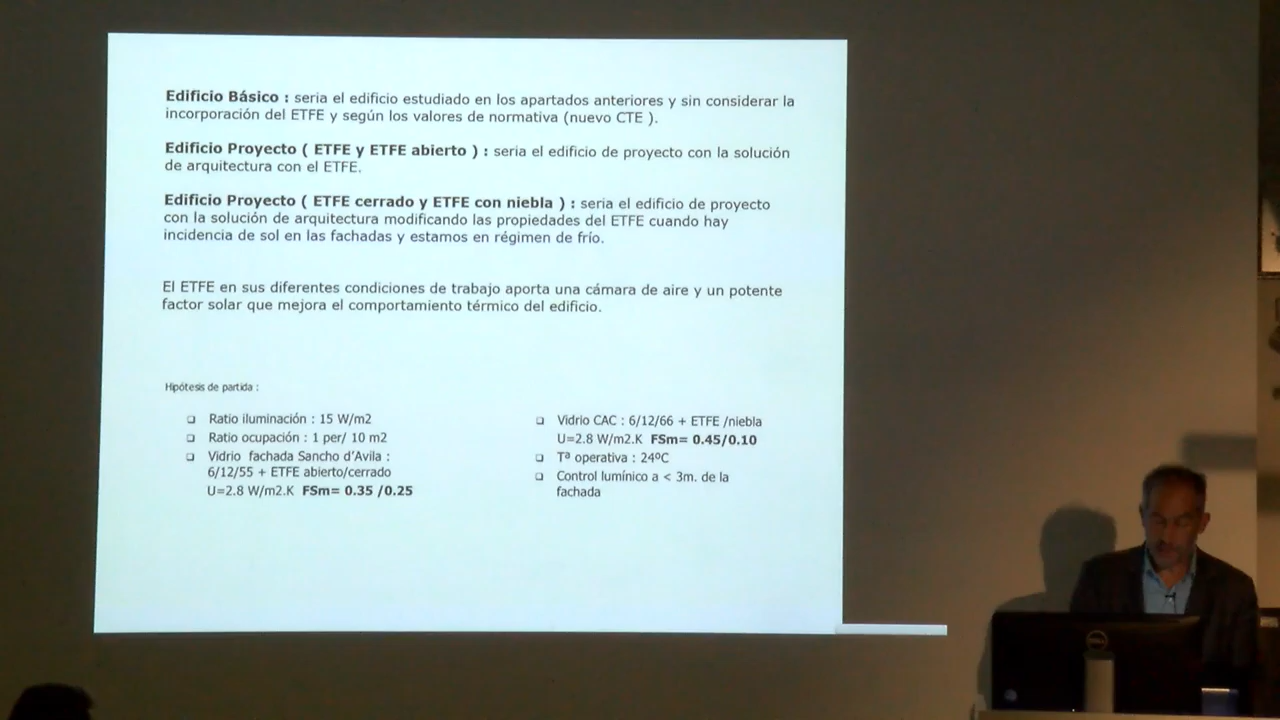 Edificio Básico : seria el edificio estudiado en los apartados anteriores y sin considerar la
incorporación del ETFE y según los valores de normativa (nuevo CTE ).
Edificio Proyecto ( ETFE y ETFE abierto ) : seria el edificio de proyecto con la solución
de arquitectura con el ETFE.
Edificio Proyecto ( ETFE cerrado y ETFE con niebla ) : seria el edificio de proyecto
con la solución de arquitectura modificando las propiedades del ETFE cuando hay
incidencia de sol en las fachadas y estamos en régimen de frío.
El ETFE en sus diferentes condiciones de trabajo aporta una cámara de aire y un potente
factor solar que mejora el comportamiento térmico del edificio.
Hipótesis de partida :
Ratio iluminación : 15 W/m2
Ratio ocupación : 1 per/ 10 m2
Vidrio fachada Sancho d'Avila :
6/12/55 + ETFE abierto/cerrado
U=2.8 W/m2.K FSm= 0.35 /0.25
Vidrio CAC : 6/12/66 + ETFE /niebla
U=2.8 W/m2.K FSm= 0.45/0.10
Tª operativa : 24ºC
Control lumínico a < 3m. de la
fachada
DELL